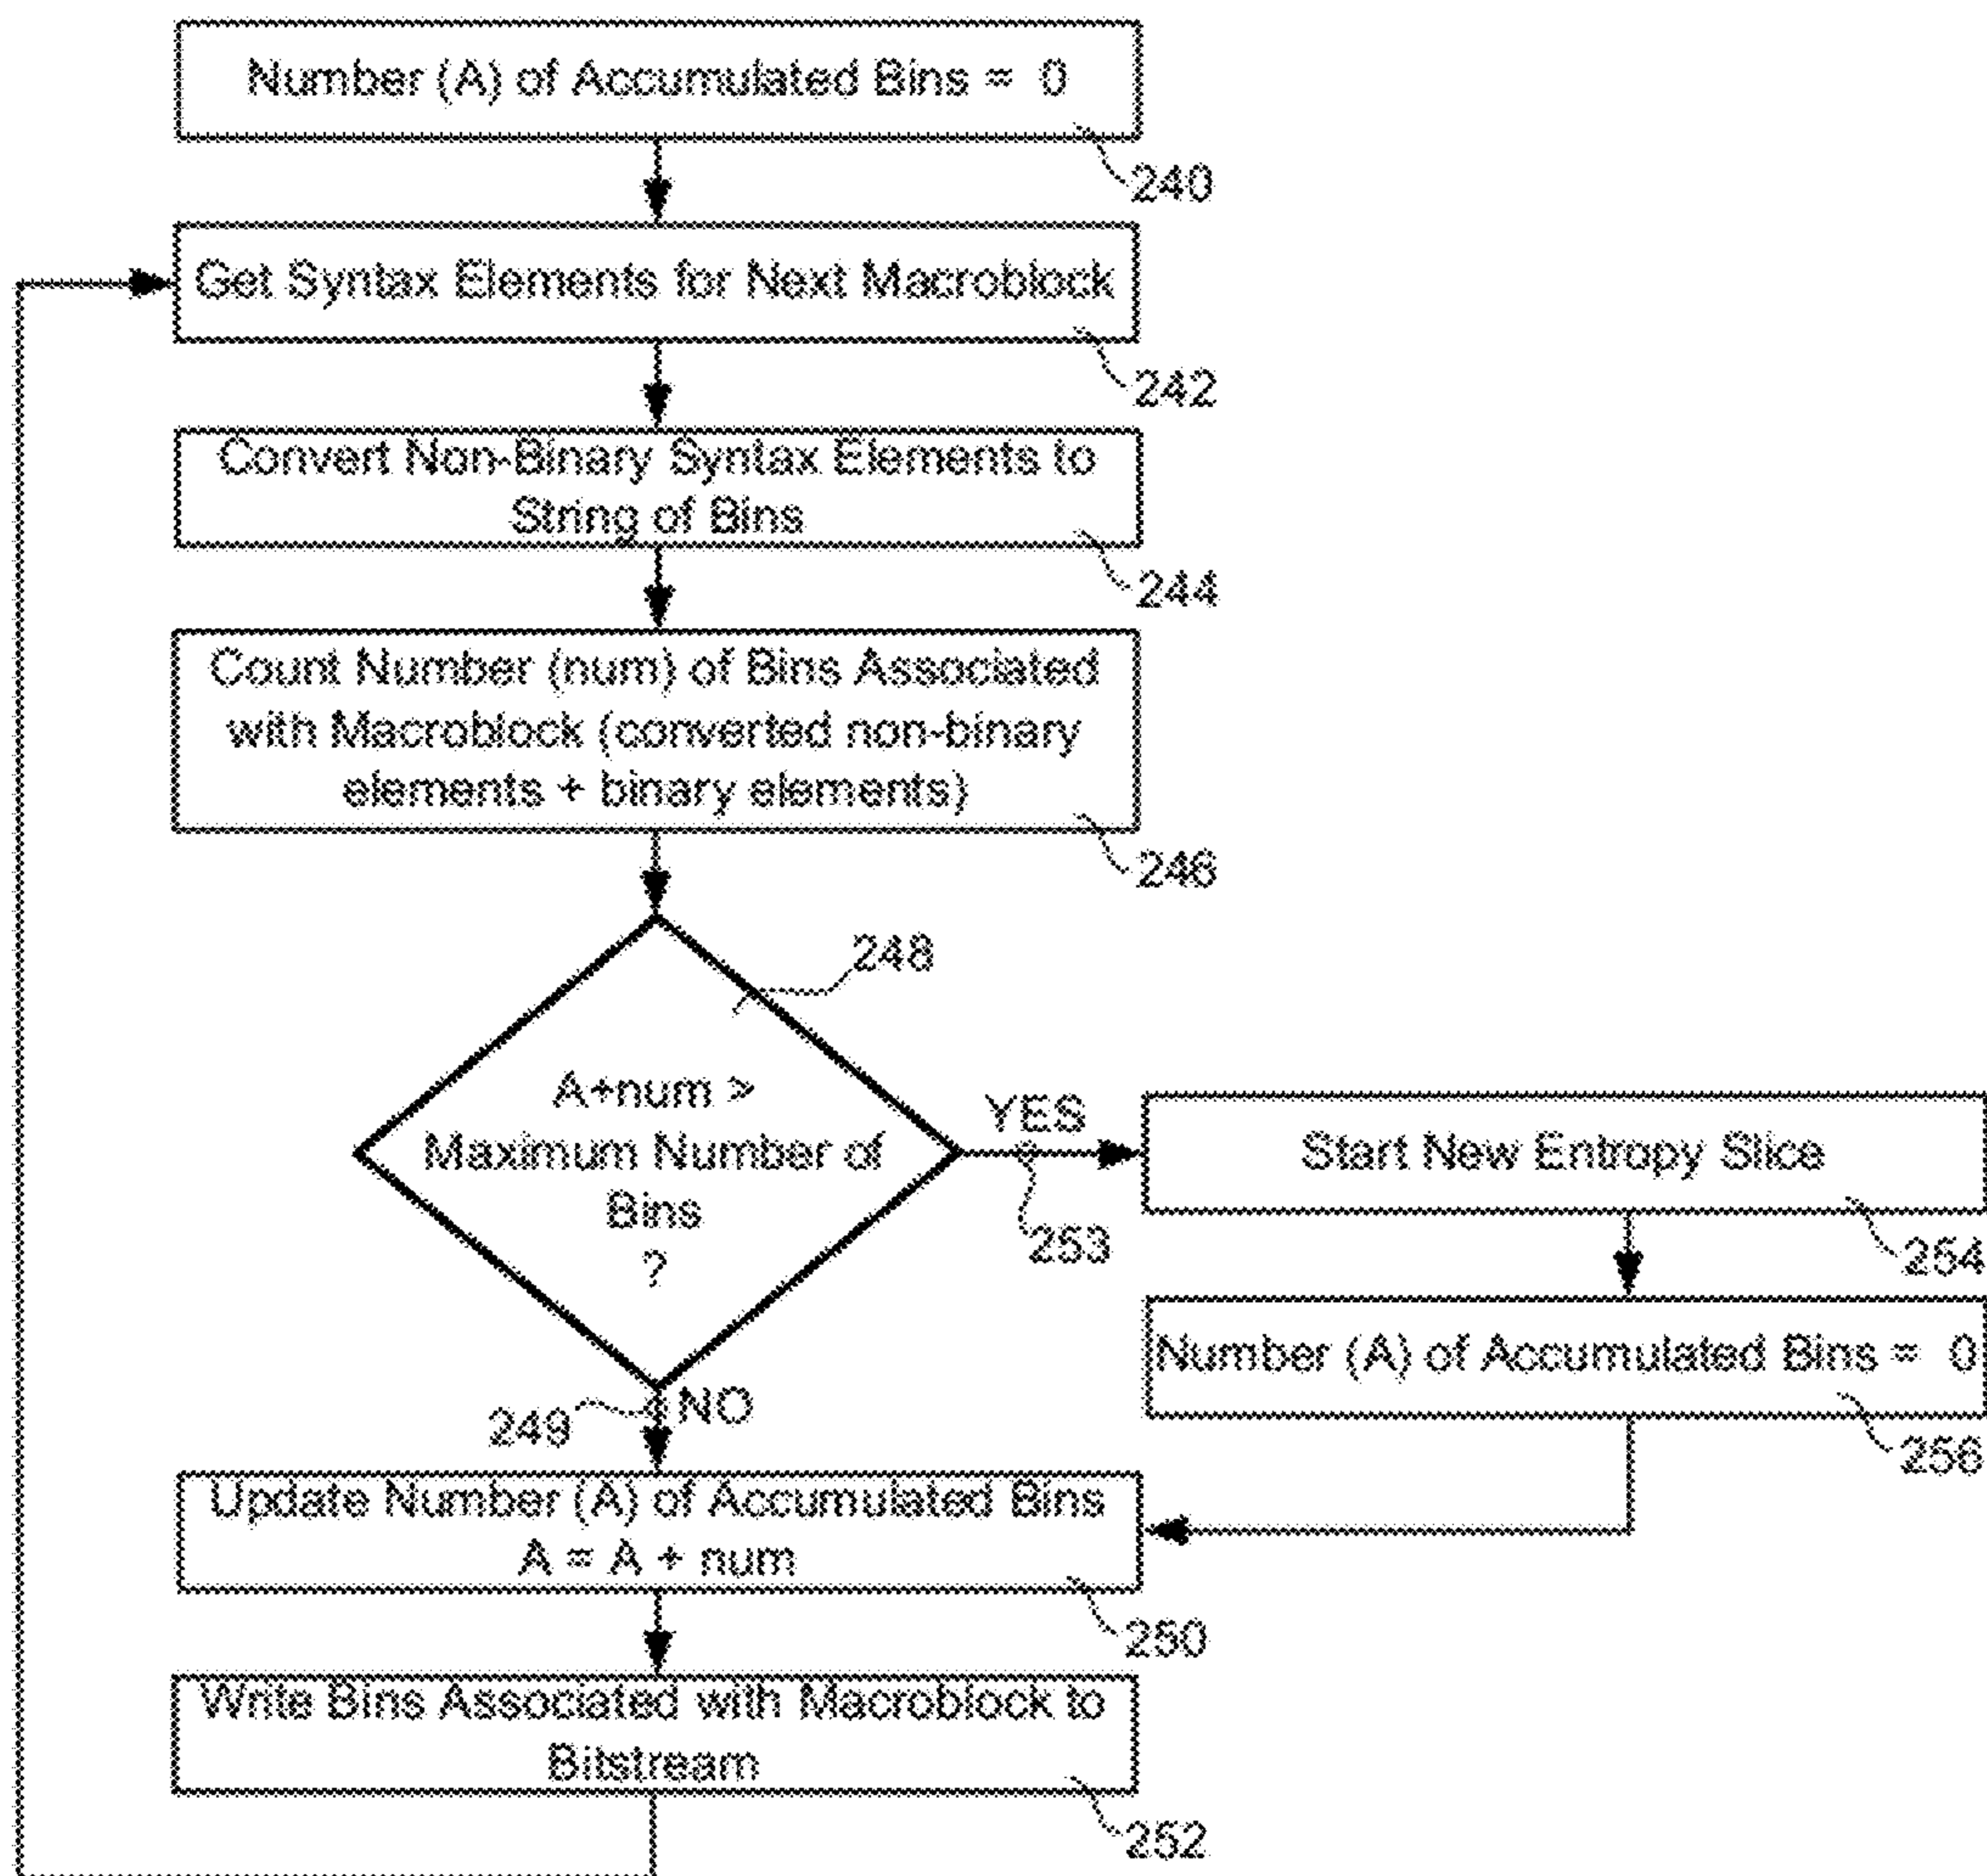 Number (A) of Accumulated Bins = 0
240
Get Syntax Elements for Next Macroblock
242
Convert Non-Binary Syntax Elements to
String of Bins
244
Count Number (num) of Bins Associated
with Macroblock (converted non-binary
elements + binary elements)
246
248
A+num >
Maximum Number of
Bins
?
YES
253
Start New Entropy Slice
254
Number (A) of Accumulated Bins = 0
256
249
NO
Update Number (A) of Accumulated Bins
A = A + num
250
Write Bins Associated with Macroblock to
Bitstream
252